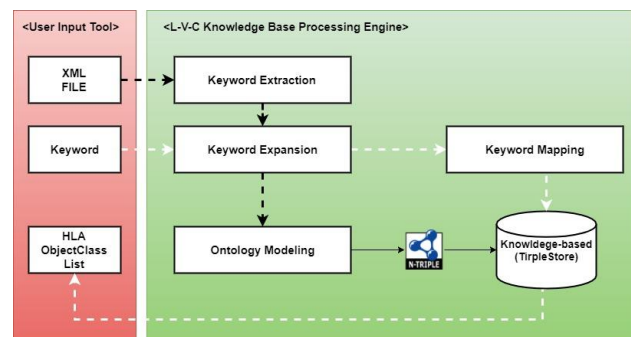 <User Input Tool>
<L-V-C Knowledge Base Processing Engine>
XML
FILE
Keyword Extraction
Keyword
Keyword Expansion
Keyword Mapping
HLA
ObjectClass
List
Ontology Modeling
N-TRIPLE
Knowldege-based
(TirpleStore)